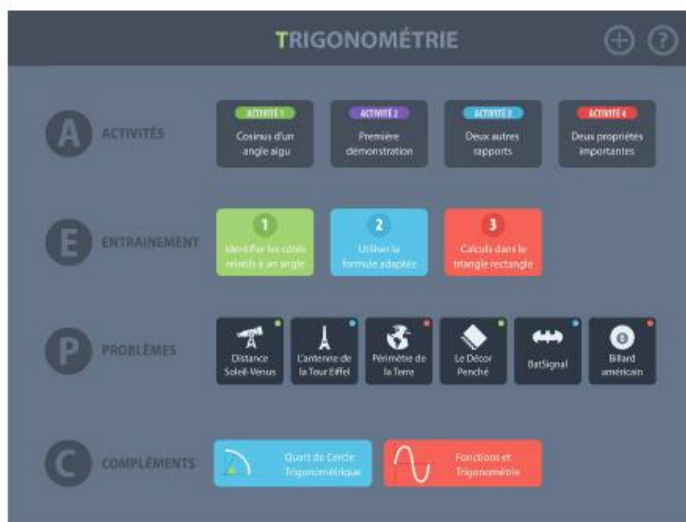 TRIGONOMÉTRIE
+ ?
A ACTIVITÉS
ACTIVITÉ 1
Cosinus d'un
angle aigu
ACTIVITÉ 2
Première
démonstration
ACTIVITÉ 3
Deux autres
rapports
ACTIVITÉ 4
Deux propriétés
importantes
E ENTRAINEMENT
1
Identifier les côtés
relatifs à un angle
2
Utiliser la
formule adaptée
3
Calculs dans le
triangle rectangle
P PROBLÈMES
Distance
Soleil-Vénus
L'antenne de
la Tour Eiffel
Périmètre de
la Terre
Le Décor
Penché
BatSignal
8
Billard
américain
C COMPLÉMENTS
Quart de Cercle
Trigonométrique
Fonctions et
Trigonométrie